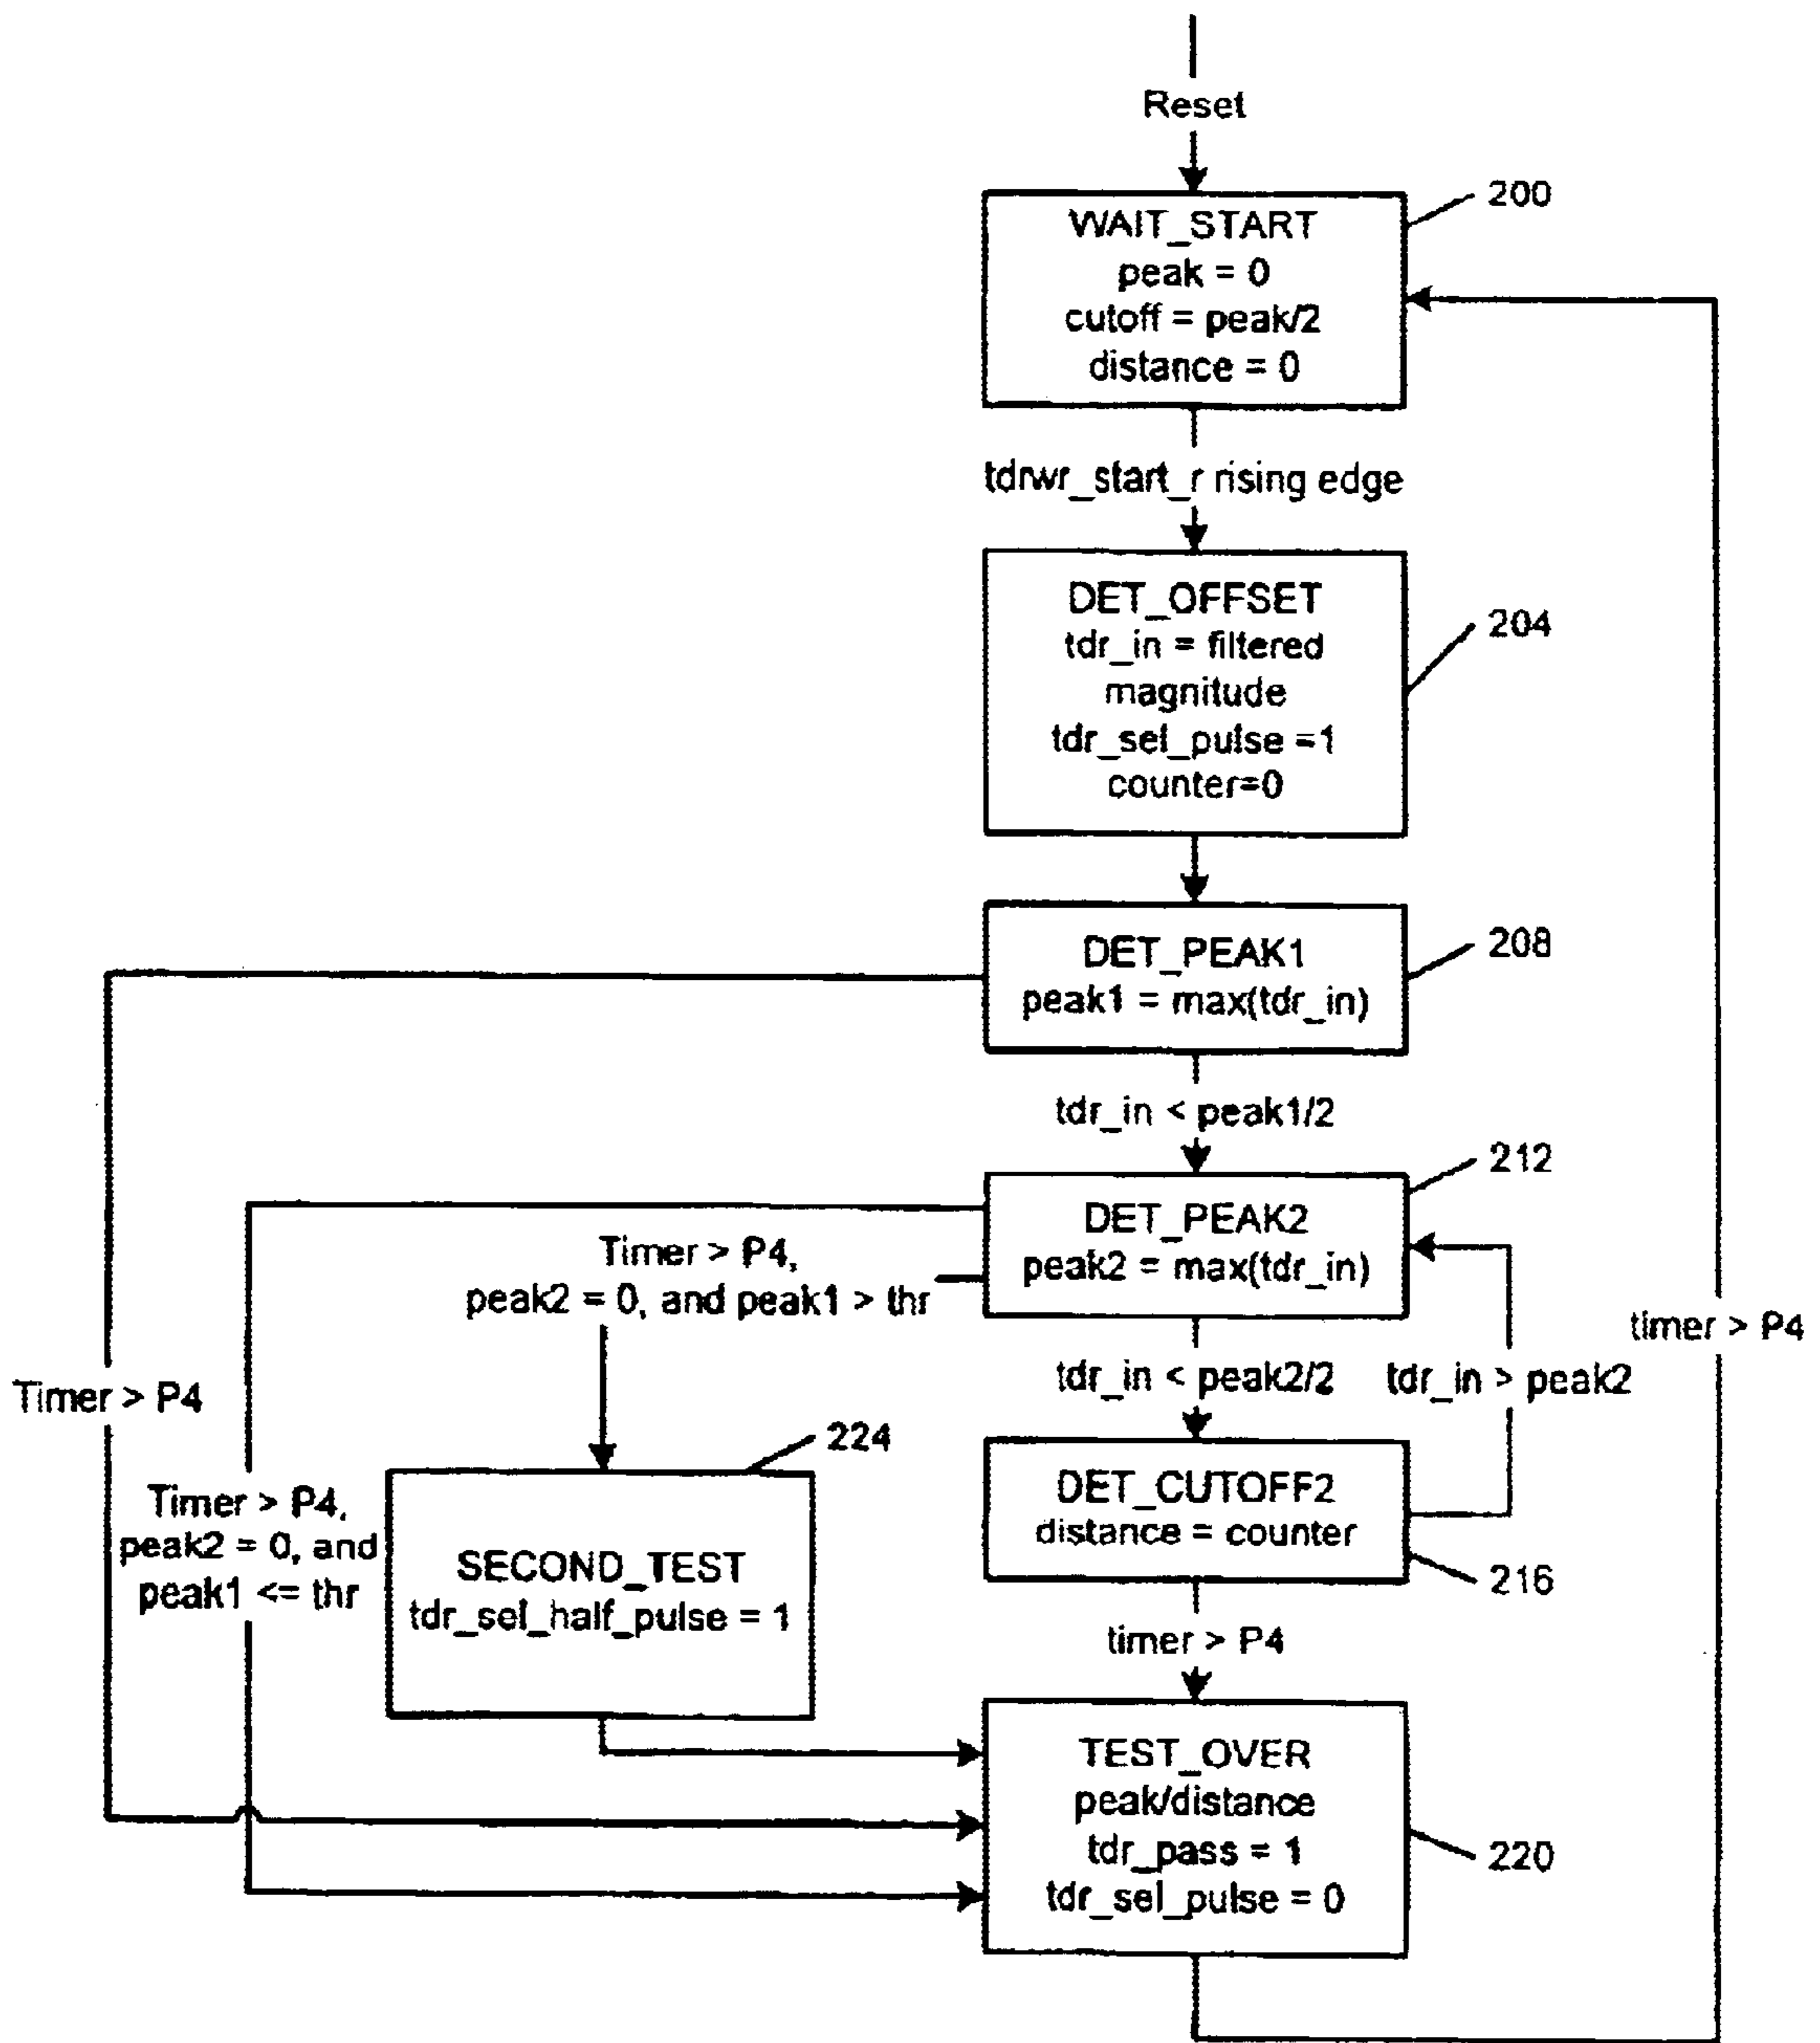 Reset
200
WAIT_START
peak = 0
cutoff = peak/2
distance = 0
tdrwr_start_r rising edge
DET_OFFSET
tdr_in = filtered
magnitude
tdr_sel_pulse =1
counter=0
204
DET_PEAK1
peak1 = max(tdr_in)
208
tdr_in < peak1/2
212
DET_PEAK2
peak2 = max(tdr_in)
Timer > P4,
peak2 = 0, and peak1 > thr
timer > P4
tdr_in < peak2/2
tdr_in > peak2
Timer > P4
224
DET_CUTOFF2
distance = counter
216
Timer > P4,
peak2 = 0, and
peak1 <= thr
SECOND_TEST
tdr_sel_half_pulse = 1
timer > P4
TEST_OVER
peak/distance
tdr_pass = 1
tdr_sel_pulse = 0
220